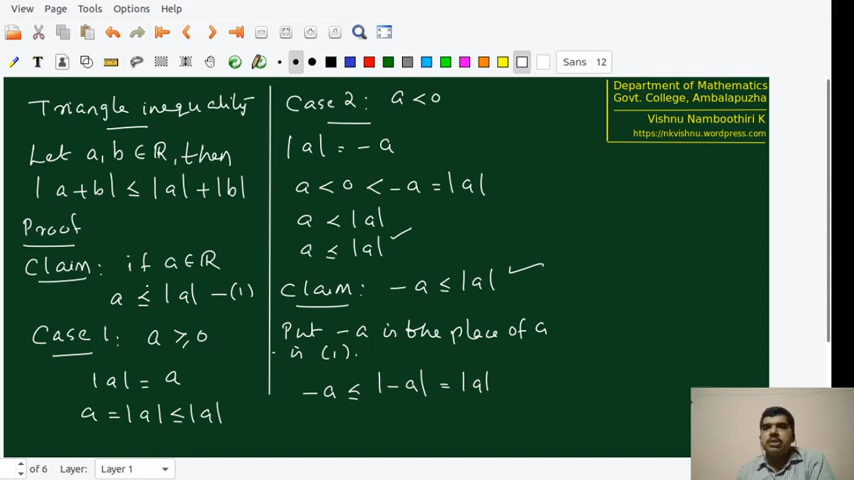 View Page Tools Options Help
Sans 12
Department of Mathematics
Govt. College, Ambalapuzha
Vishnu Namboothiri K
https://nkvishnu.wordpress.com
Triangle inequality
Let a, b ∈ ℝ, then
|a+b| ≤ |a|+|b|
Proof
Claim: if a ∈ ℝ
a ≤ |a| —(1)
Case 1: a ≥ 0
|a| = a
a = |a| ≤ |a|
Case 2: a < 0
|a| = -a
a < 0 < -a = |a|
a < |a|
a ≤ |a| ✓
Claim: -a ≤ |a| ✓
Put -a in the place of a
in (1).
-a ≤ |-a| = |a|
of 6 Layer: Layer 1